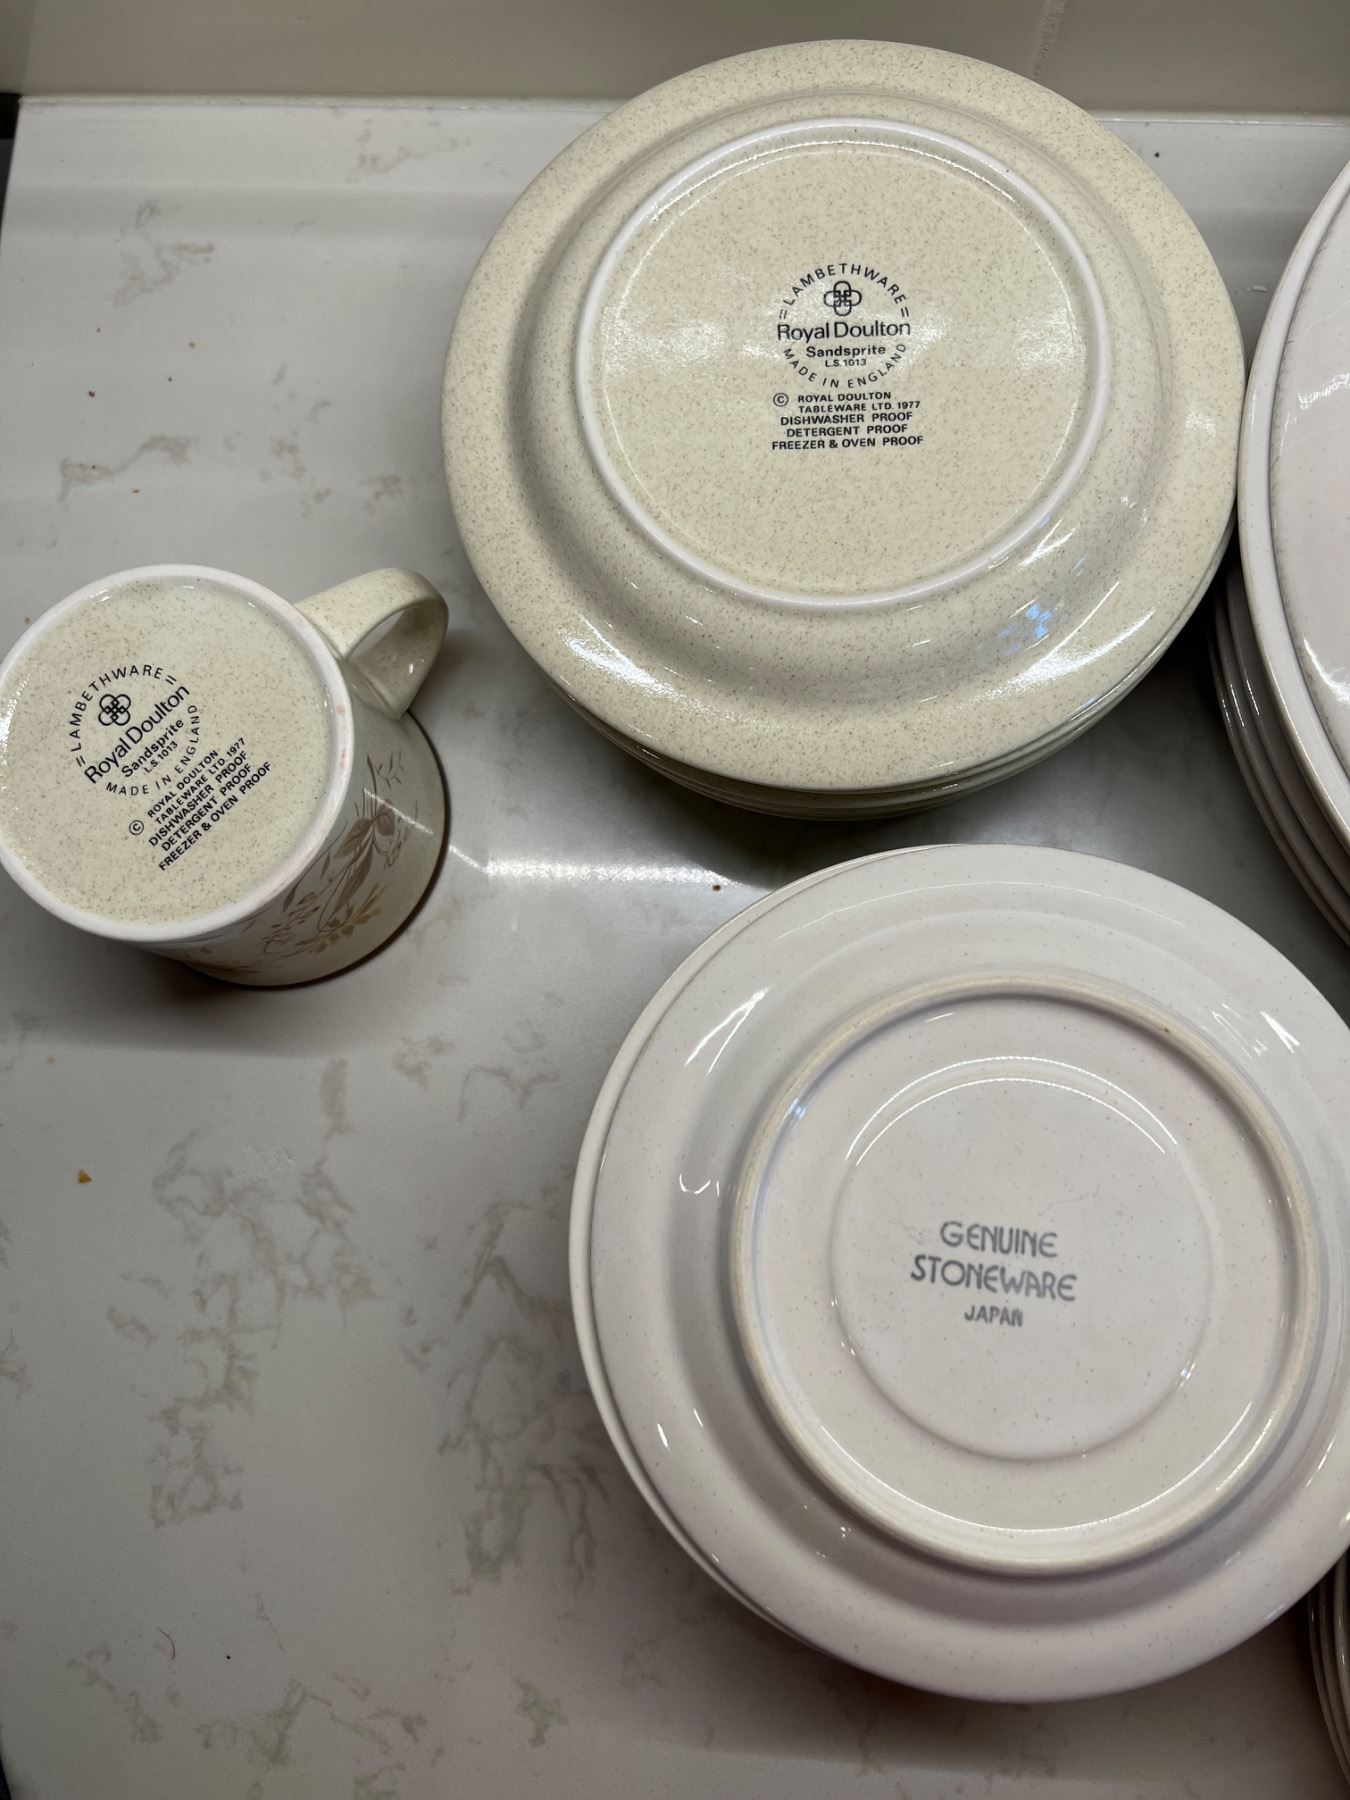 =LAMBETHWARE=
Royal Doulton
Sandsprite
L.S.1013
MADE IN ENGLAND
© ROYAL DOULTON
TABLEWARE LTD. 1977
DISHWASHER PROOF
DETERGENT PROOF
FREEZER & OVEN PROOF
=LAMBETHWARE=
Royal Doulton
Sandsprite
L.S.1013
MADE IN ENGLAND
© ROYAL DOULTON
TABLEWARE LTD. 1977
DISHWASHER PROOF
DETERGENT PROOF
FREEZER & OVEN PROOF
GENUINE
STONEWARE
JAPAN